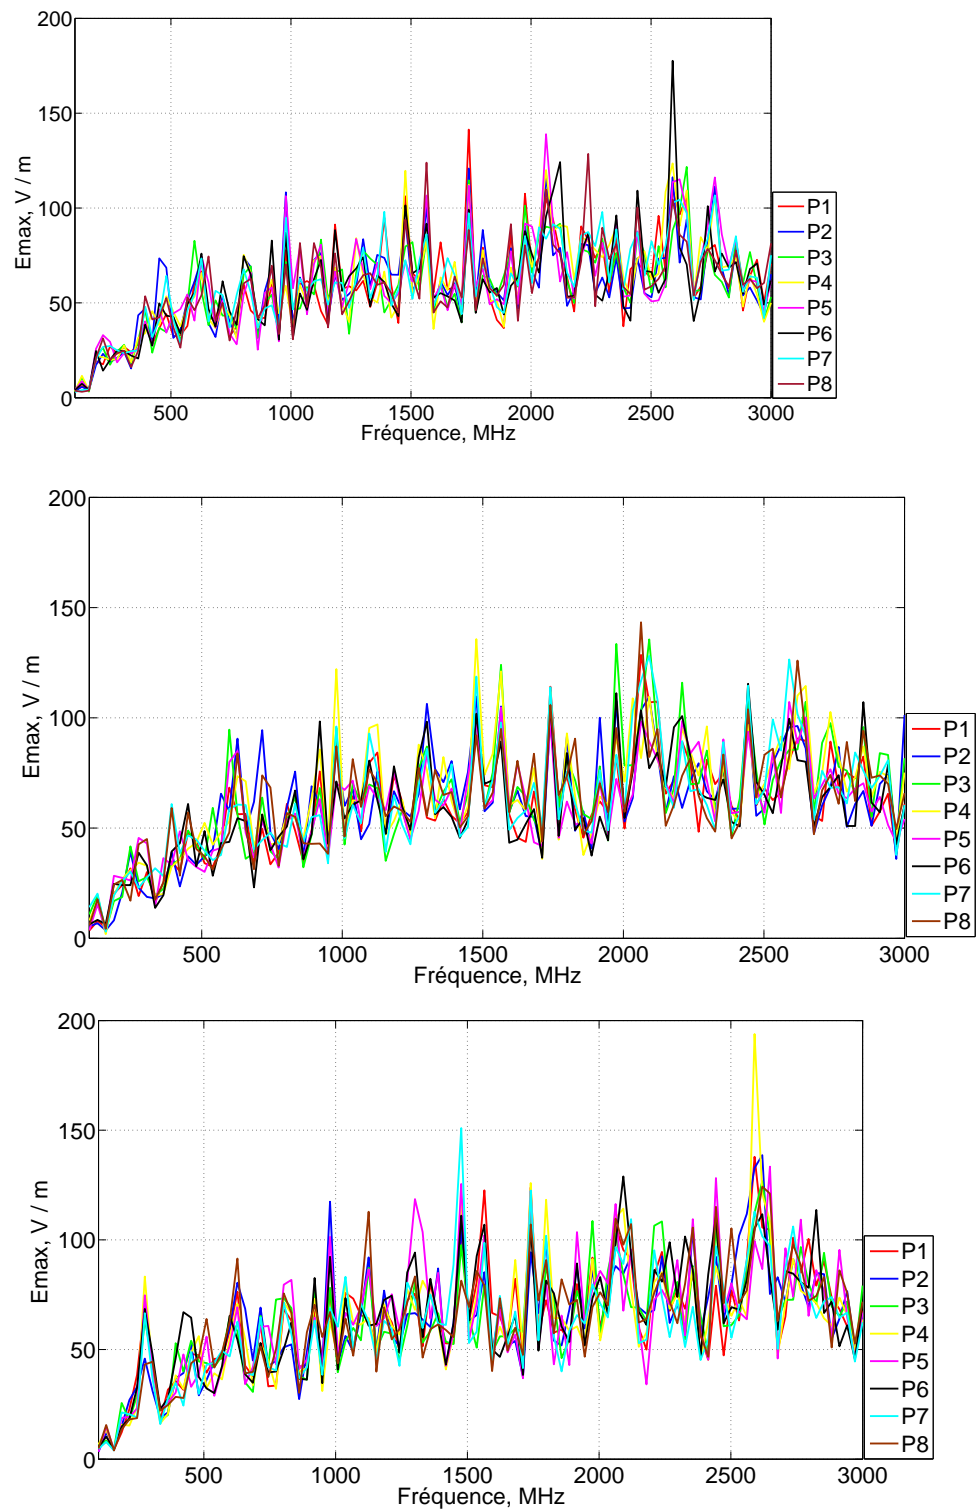 200
150
100
50
0
Emax, V / m
500
1000
1500
2000
2500
3000
Fréquence, MHz
P1
P2
P3
P4
P5
P6
P7
P8
200
150
100
50
0
Emax, V / m
500
1000
1500
2000
2500
3000
Fréquence, MHz
P1
P2
P3
P4
P5
P6
P7
P8
200
150
100
50
0
Emax, V / m
500
1000
1500
2000
2500
3000
Fréquence, MHz
P1
P2
P3
P4
P5
P6
P7
P8